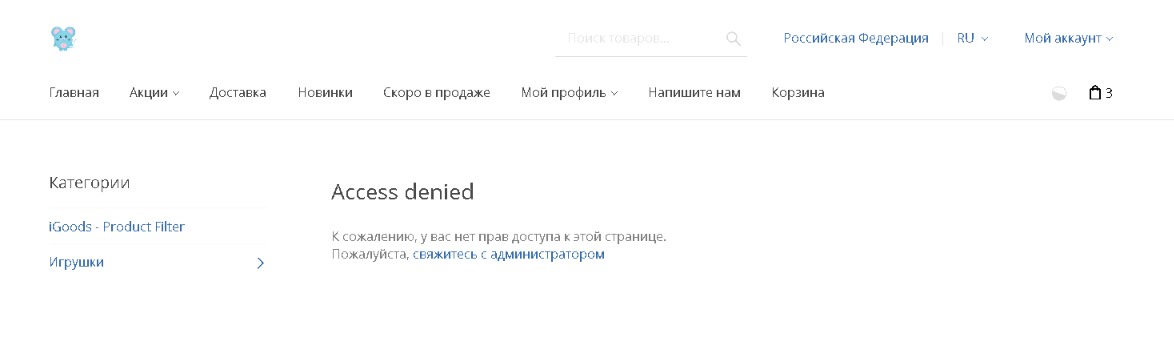 Поиск товаров...
Российская Федерация
RU
Мой аккаунт
Главная
Акции
Доставка
Новинки
Скоро в продаже
Мой профиль
Напишите нам
Корзина
3
Категории
iGoods - Product Filter
Игрушки
Access denied
К сожалению, у вас нет прав доступа к этой странице.
Пожалуйста, свяжитесь с администратором